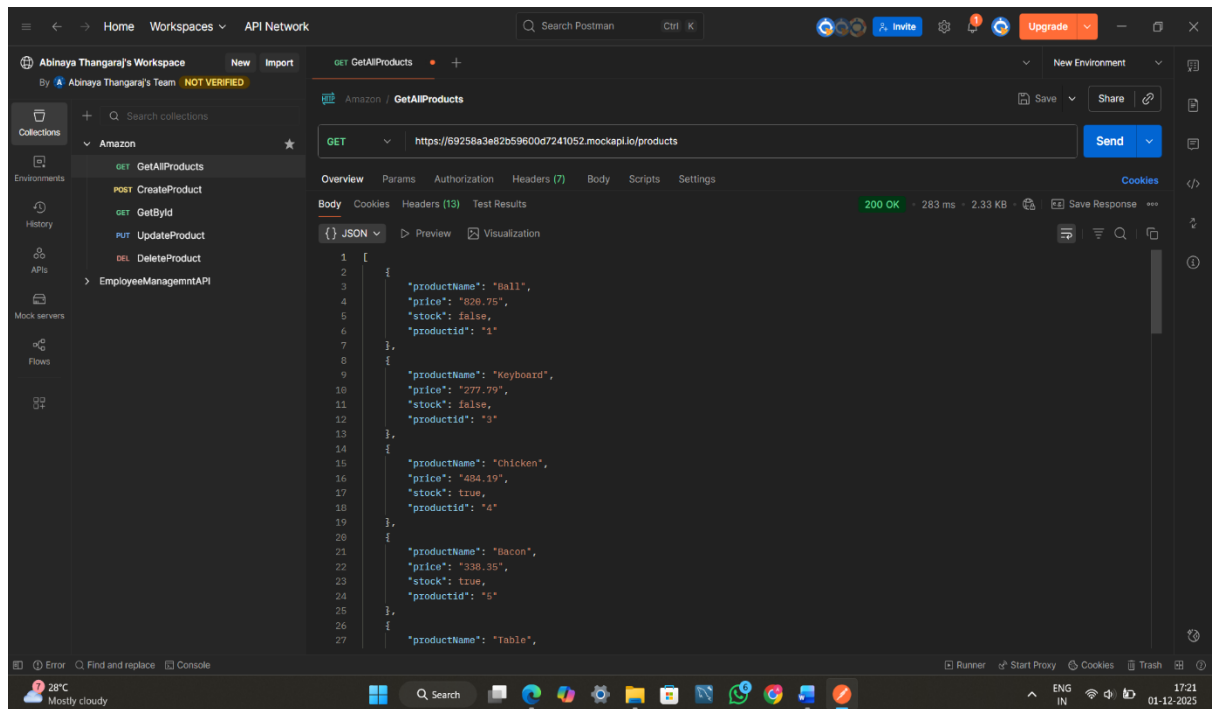 Home Workspaces API Network Search Postman Ctrl K Invite 1 Upgrade
Abinaya Thangaraj's Workspace New Import
By A Abinaya Thangaraj's Team NOT VERIFIED
GET GetAllProducts
New Environment
HTTP Amazon / GetAllProducts Save Share
Collections
Environments
History
APIs
Mock servers
Flows
Search collections
Amazon
GET GetAllProducts
POST CreateProduct
GET GetById
PUT UpdateProduct
DEL DeleteProduct
EmployeeManagemntAPI
GET https://69258a3e82b59600d7241052.mockapi.io/products Send
Overview Params Authorization Headers (7) Body Scripts Settings Cookies
Body Cookies Headers (13) Test Results 200 OK 283 ms 2.33 KB Save Response
{} JSON Preview Visualization
1 [
2 {
3 "productName": "Ball",
4 "price": "820.75",
5 "stock": false,
6 "productid": "1"
7 },
8 {
9 "productName": "Keyboard",
10 "price": "277.79",
11 "stock": false,
12 "productid": "3"
13 },
14 {
15 "productName": "Chicken",
16 "price": "484.19",
17 "stock": true,
18 "productid": "4"
19 },
20 {
21 "productName": "Bacon",
22 "price": "338.35",
23 "stock": true,
24 "productid": "5"
25 },
26 {
27 "productName": "Table",
Error Find and replace Console Runner Start Proxy Cookies Trash
7 28°C
Mostly cloudy
Search
ENG
IN
17:21
01-12-2025